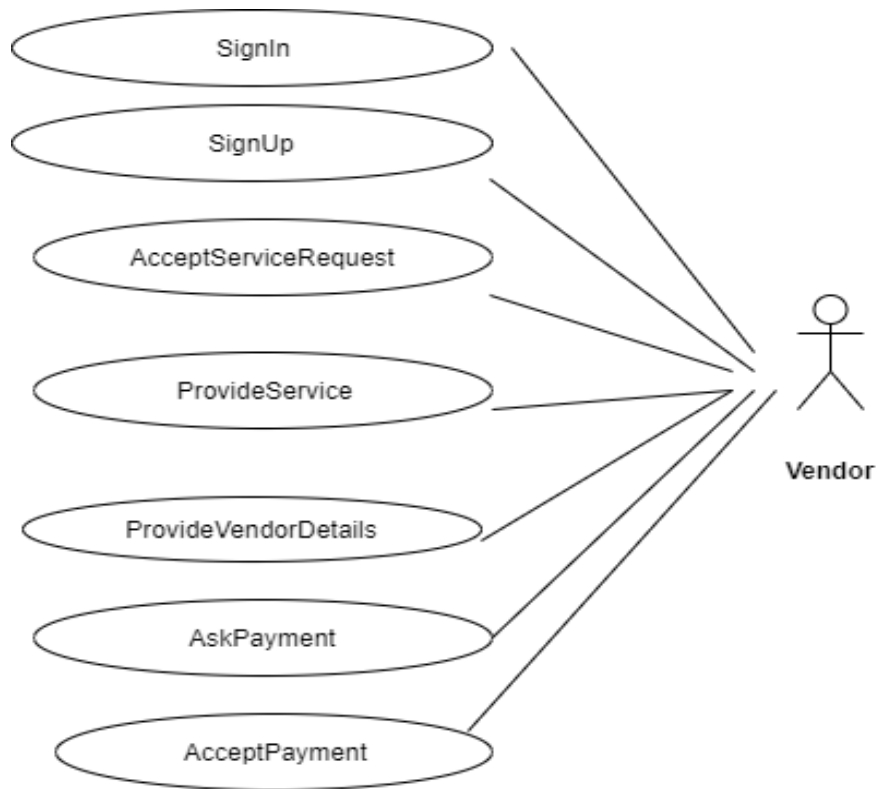 SignIn
SignUp
AcceptServiceRequest
ProvideService
Vendor
ProvideVendorDetails
AskPayment
AcceptPayment